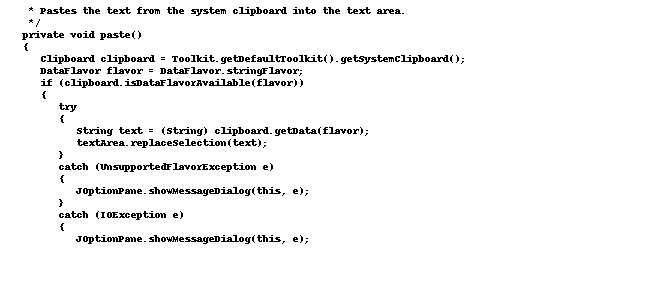 * Pastes the text from the system clipboard into the text area.
*/
private void paste()
{
Clipboard clipboard = Toolkit.getDefaultToolkit().getSystemClipboard();
DataFlavor flavor = DataFlavor.stringFlavor;
if (clipboard.isDataFlavorAvailable(flavor))
{
try
{
String text = (String) clipboard.getData(flavor);
textArea.replaceSelection(text);
}
catch (UnsupportedFlavorException e)
{
JOptionPane.showMessageDialog(this, e);
}
catch (IOException e)
{
JOptionPane.showMessageDialog(this, e);